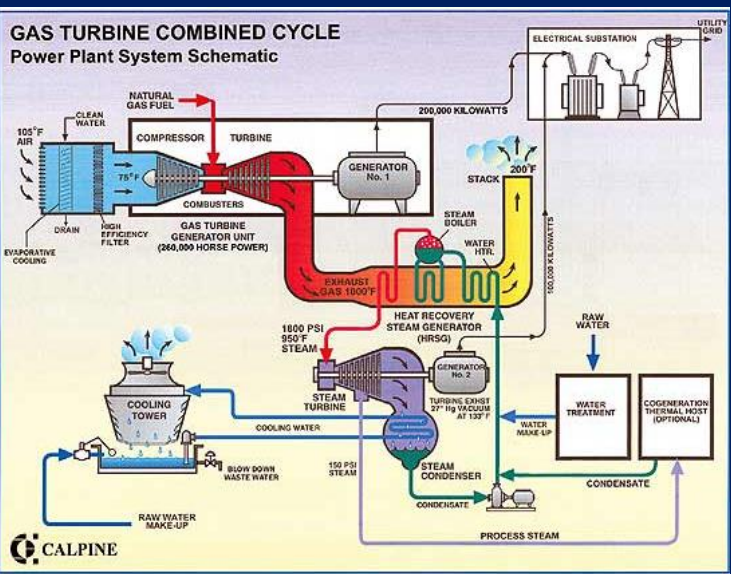 GAS TURBINE COMBINED CYCLE
Power Plant System Schematic
UTILITY
GRID
ELECTRICAL SUBSTATION
NATURAL
GAS FUEL
200,000 KILOWATTS
CLEAN
WATER
105°F
AIR
COMPRESSOR
TURBINE
75°F
GENERATOR
No. 1
COMBUSTERS
200°F
STACK
DRAIN
HIGH
EFFICIENCY
FILTER
EVAPORATIVE
COOLING
GAS TURBINE
GENERATOR UNIT
(260,000 HORSE POWER)
STEAM
BOILER
WATER
HTR.
100,000 KILOWATTS
EXHAUST
GAS 1800°F
HEAT RECOVERY
STEAM GENERATOR
(HRSG)
1800 PSI
950°F
STEAM
RAW
WATER
GENERATOR
No. 2
STEAM
TURBINE
TURBINE EXHST
27" Hg VACUUM
AT 133°F
COOLING
TOWER
COOLING WATER
WATER
TREATMENT
COGENERATION
THERMAL HOST
(OPTIONAL)
WATER
MAKE-UP
150 PSI
STEAM
STEAM
CONDENSER
BLOW DOWN
WASTE WATER
CONDENSATE
CONDENSATE
RAW WATER
MAKE-UP
PROCESS STEAM
CALPINE